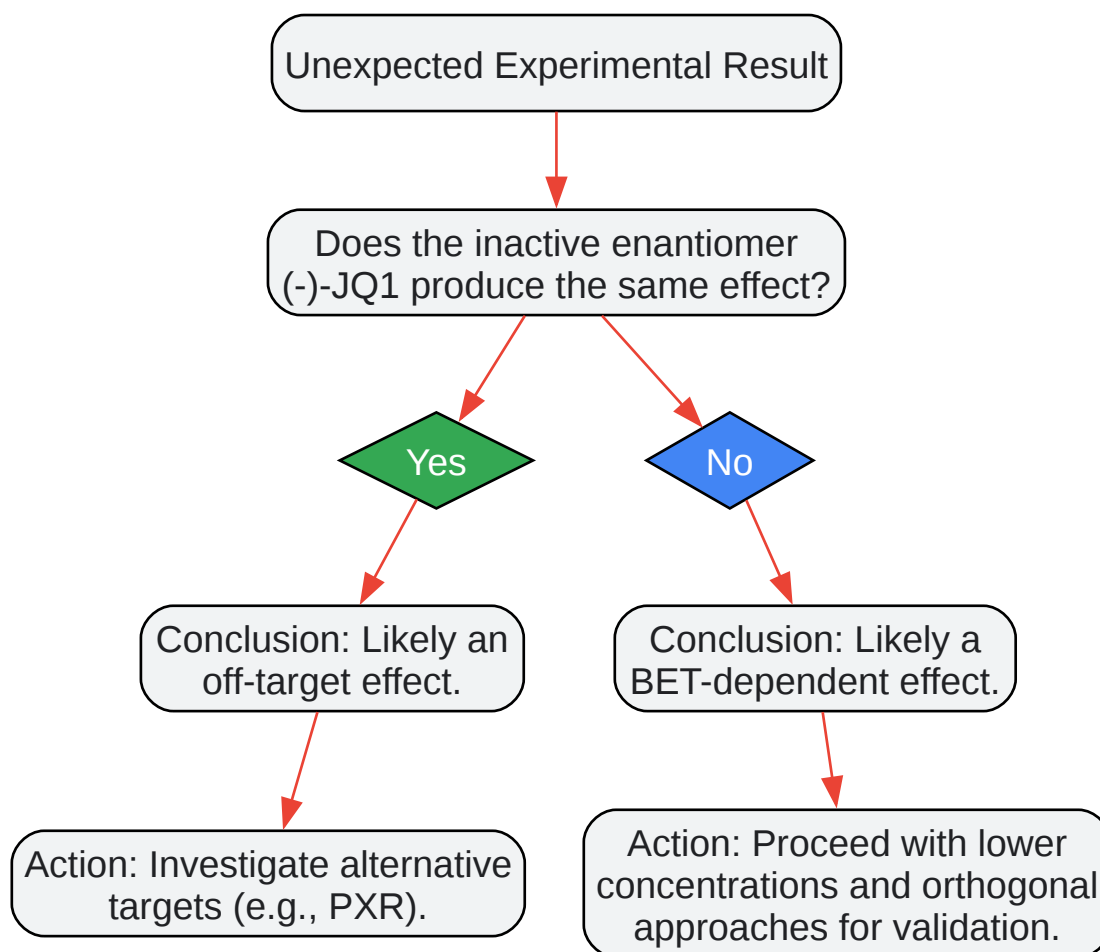 Unexpected Experimental Result
Does the inactive enantiomer
(-)-JQ1 produce the same effect?
Yes
No
Conclusion: Likely an
off-target effect.
Conclusion: Likely a
BET-dependent effect.
Action: Investigate alternative
targets (e.g., PXR).
Action: Proceed with lower
concentrations and orthogonal
approaches for validation.